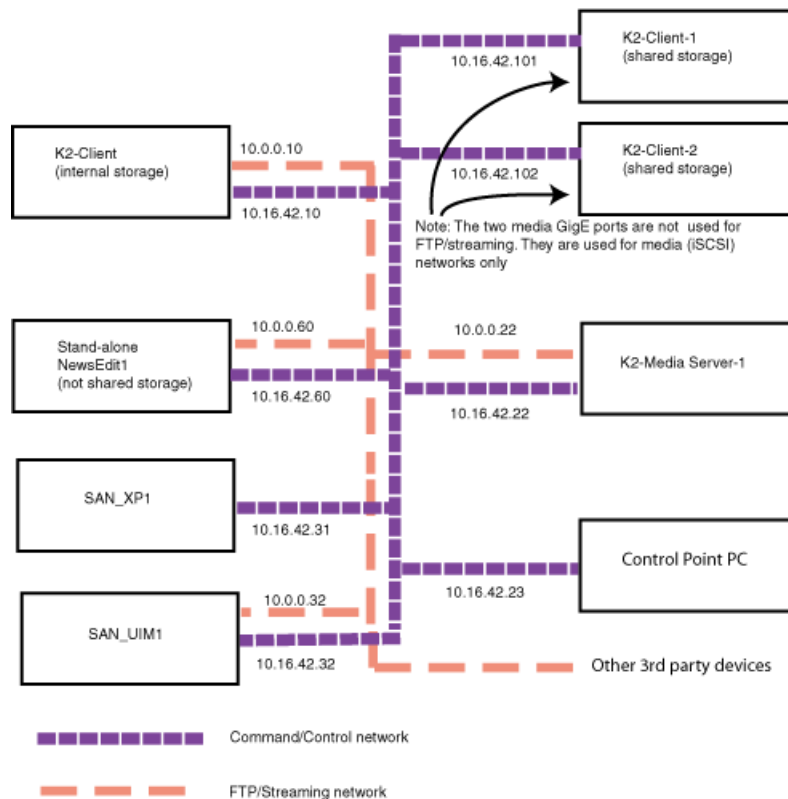 K2-Client-1
(shared storage)
10.16.42.101
K2-Client
(internal storage)
10.0.0.10
10.16.42.10
K2-Client-2
(shared storage)
10.16.42.102
Note: The two media GigE ports are not used for
FTP/streaming. They are used for media (iSCSI)
networks only
Stand-alone
NewsEdit1
(not shared storage)
10.0.0.60
10.16.42.60
10.0.0.22
K2-Media Server-1
10.16.42.22
SAN_XP1
10.16.42.31
Control Point PC
10.16.42.23
SAN_UIM1
10.0.0.32
10.16.42.32
Other 3rd party devices
Command/Control network
FTP/Streaming network